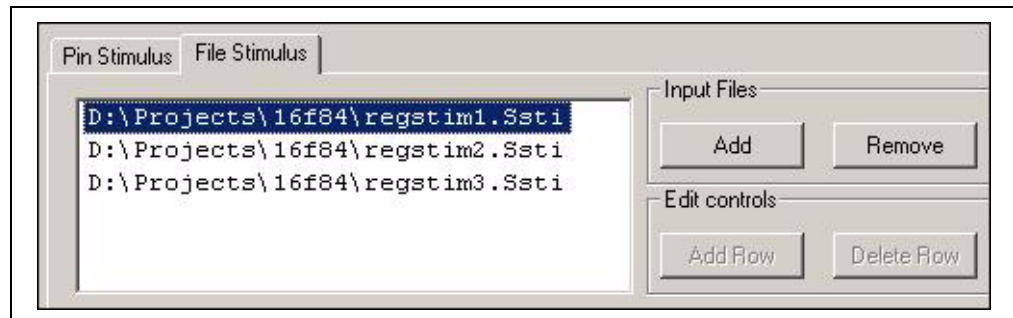 Pin Stimulus File Stimulus
D:\Projects\16f84\regstim1.Ssti
D:\Projects\16f84\regstim2.Ssti
D:\Projects\16f84\regstim3.Ssti
Input Files
Add Remove
Edit controls
Add Row Delete Row